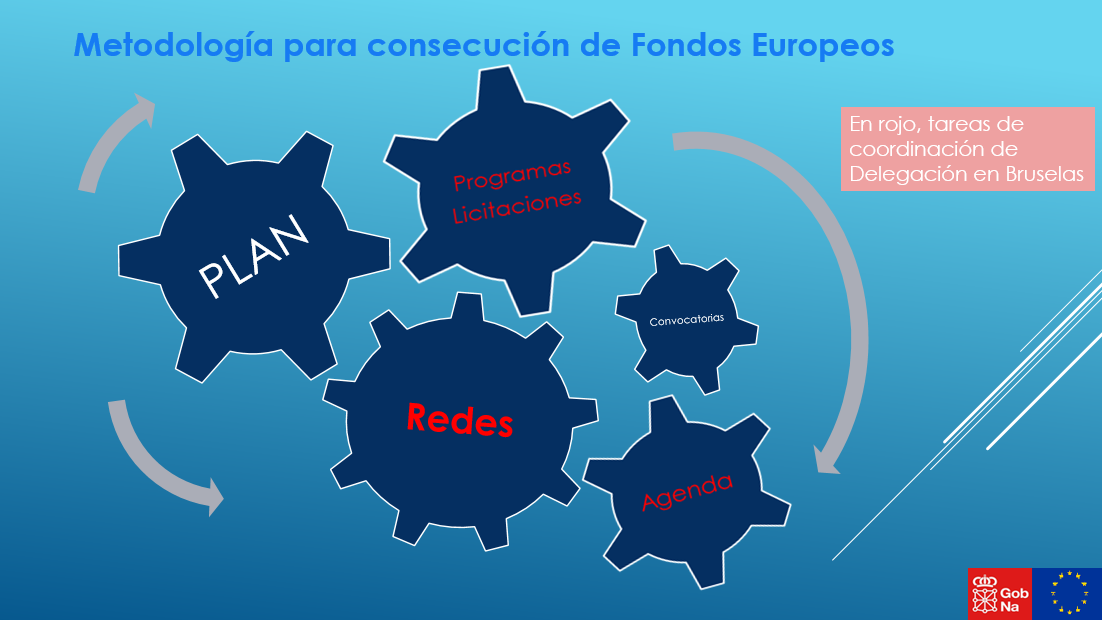 Metodología para consecución de Fondos Europeos
En rojo, tareas de
coordinación de
Delegación en Bruselas
Programas
Licitaciones
PLAN
Convocatorias
Redes
Agenda
Gob
Na